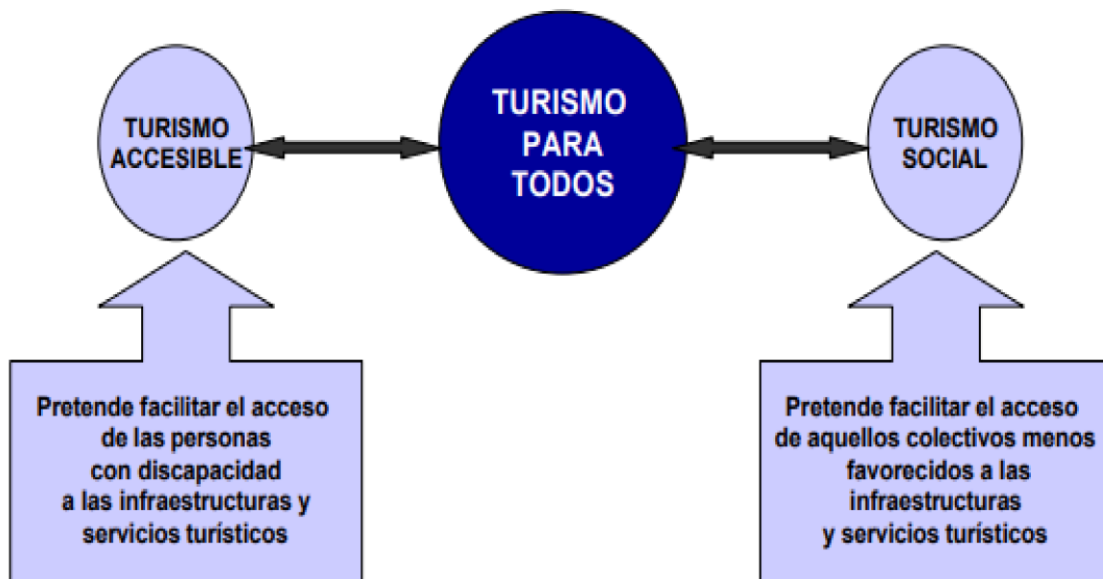 TURISMO
ACCESIBLE
TURISMO
PARA
TODOS
TURISMO
SOCIAL
Pretende facilitar el acceso
de las personas
con discapacidad
a las infraestructuras y
servicios turísticos
Pretende facilitar el acceso
de aquellos colectivos menos
favorecidos a las
infraestructuras
y servicios turísticos